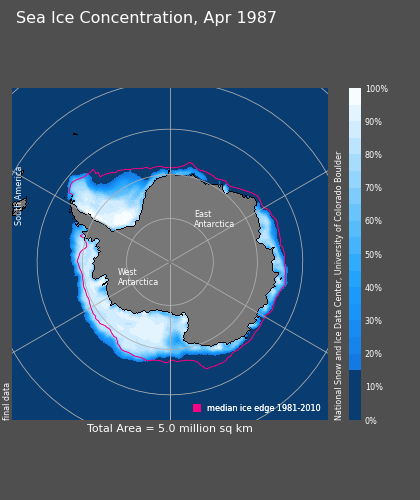 Sea Ice Concentration, Apr 1987
South America
East
Antarctica
West
Antarctica
final data
median ice edge 1981-2010
Total Area = 5.0 million sq km
National Snow and Ice Data Center, University of Colorado Boulder
100%
90%
80%
70%
60%
50%
40%
30%
20%
10%
0%